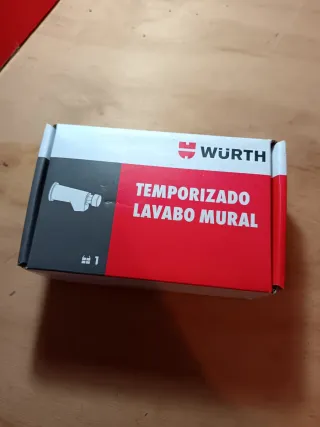 WÜRTH
TEMPORIZADO
LAVABO MURAL
1